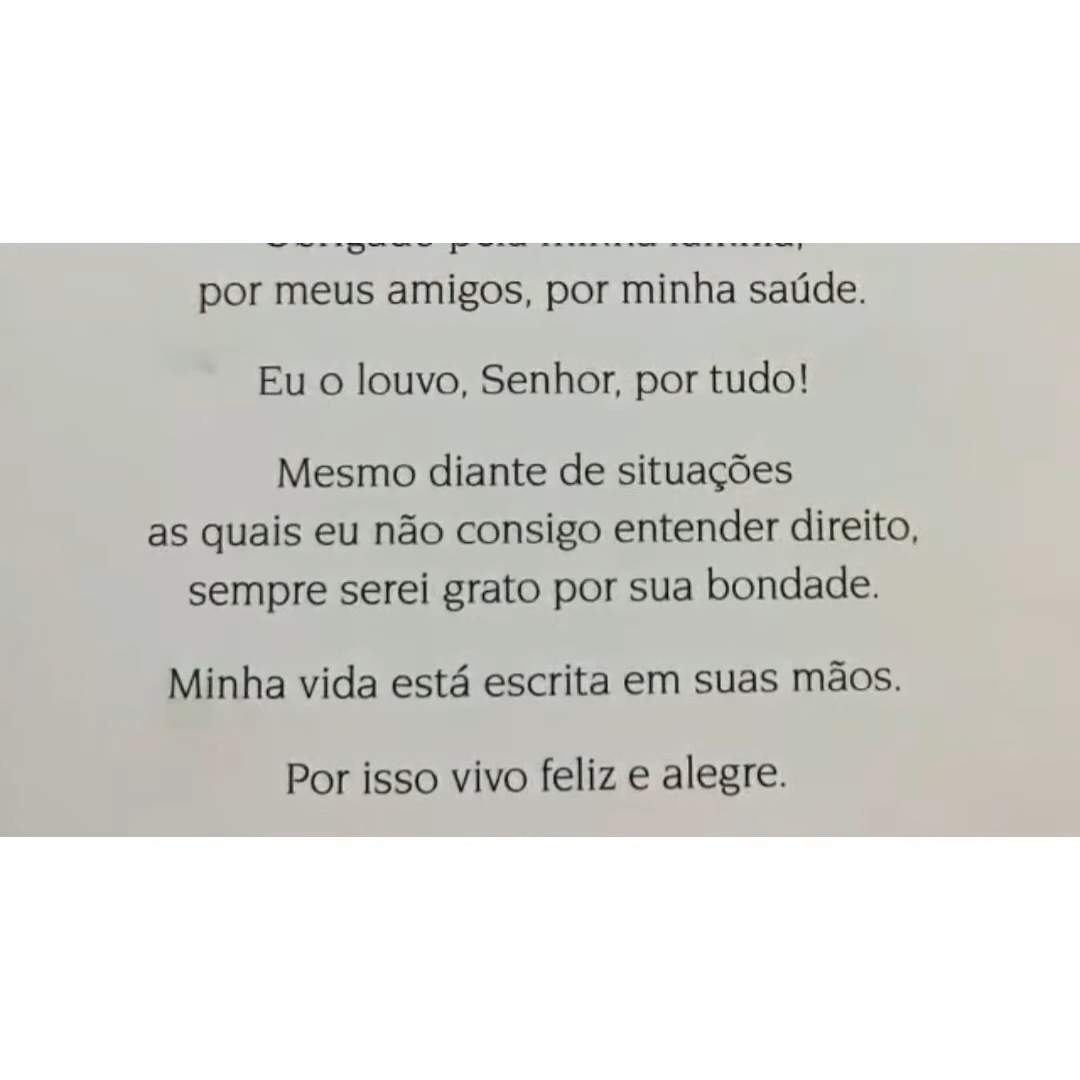 por meus amigos, por minha saúde.
Eu o louvo, Senhor, por tudo!
Mesmo diante de situações
as quais eu não consigo entender direito,
sempre serei grato por sua bondade.
Minha vida está escrita em suas mãos.
Por isso vivo feliz e alegre.